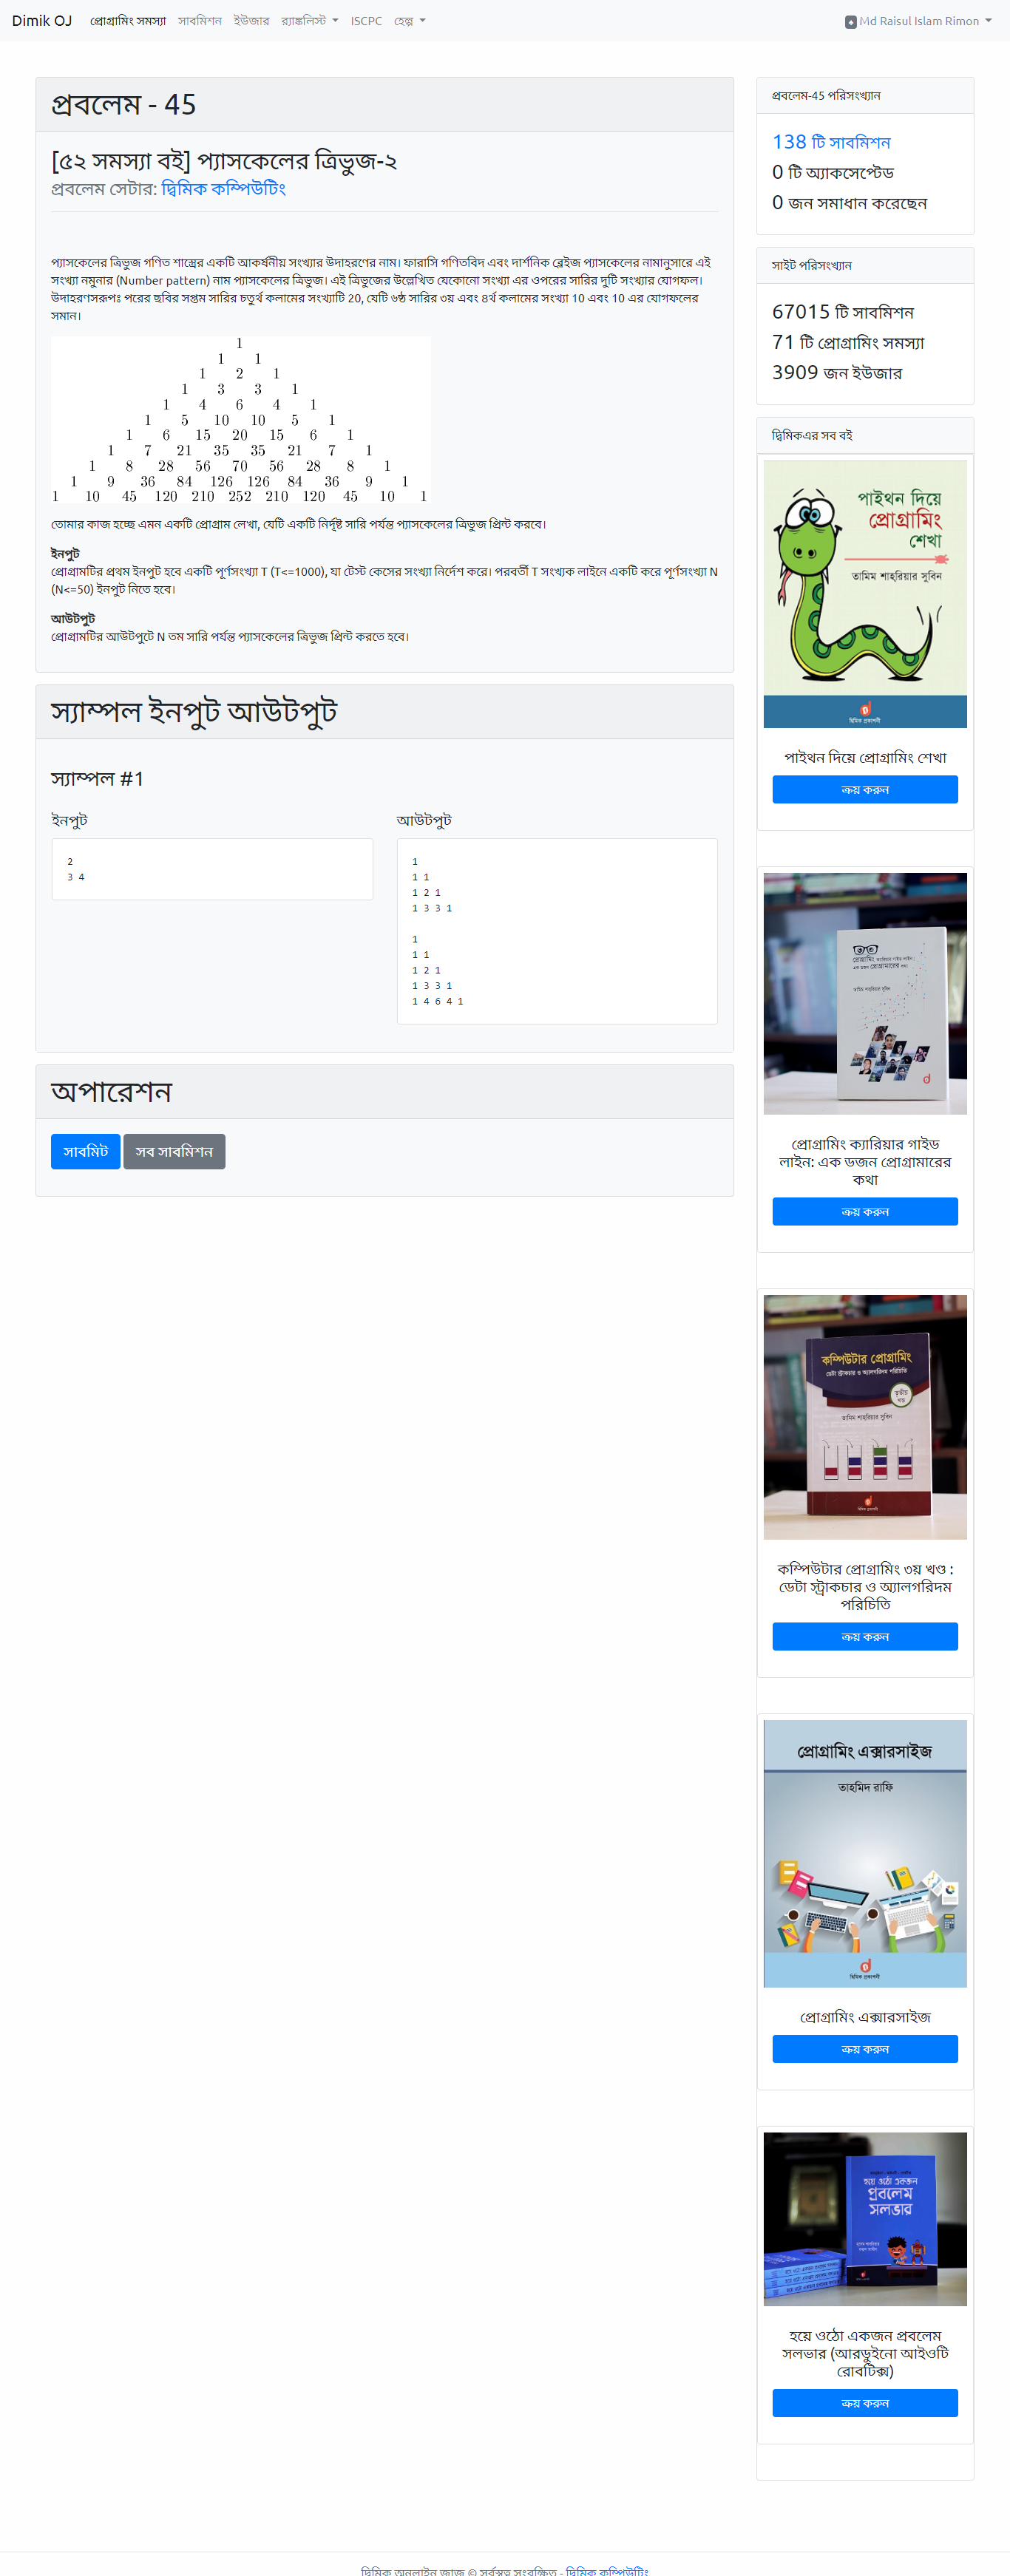 Dimik OJ প্রোগ্রামিং সমস্যা সাবমিশন ইউজার র‍্যাঙ্কলিস্ট ISCPC হেল্প Md Raisul Islam Rimon
প্রবলেম - 45
[৫২ সমস্যা বই] প্যাসকেলের ত্রিভুজ-২
প্রবলেম সেটার: দ্বিমিক কম্পিউটিং
প্যাসকেলের ত্রিভুজ গণিত শাস্ত্রের একটি আকর্ষনীয় সংখ্যার উদাহরণের নাম। ফারাসি গণিতবিদ এবং দার্শনিক ব্লেইজ প্যাসকেলের নামানুসারে এই
সংখ্যা নমুনার (Number pattern) নাম প্যাসকেলের ত্রিভুজ। এই ত্রিভুজের উল্লেখিত যেকোনো সংখ্যা এর ওপরের সারির দুটি সংখ্যার যোগফল।
উদাহরণসরূপঃ পরের ছবির সপ্তম সারির চতুর্থ কলামের সংখ্যাটি 20, যেটি ৬ষ্ঠ সারির ৩য় এবং 8র্থ কলামের সংখ্যা 10 এবং 10 এর যোগফলের
সমান।
1
1 1
1 2 1
1 3 3 1
1 4 6 4 1
1 5 10 10 5 1
1 6 15 20 15 6 1
1 7 21 35 35 21 7 1
1 8 28 56 70 56 28 8 1
1 9 36 84 126 126 84 36 9 1
1 10 45 120 210 252 210 120 45 10 1
তোমার কাজ হচ্ছে এমন একটি প্রোগ্রাম লেখা, যেটি একটি নির্দৃষ্ট সারি পর্যন্ত প্যাসকেলের ত্রিভুজ প্রিন্ট করবে।
ইনপুট
প্রোগ্রামটির প্রথম ইনপুট হবে একটি পূর্ণসংখ্যা T (T<=1000), যা টেস্ট কেসের সংখ্যা নির্দেশ করে। পরবর্তী T সংখ্যক লাইনে একটি করে পূর্ণসংখ্যা N
(N<=50) ইনপুট নিতে হবে।
আউটপুট
প্রোগ্রামটির আউটপুটে N তম সারি পর্যন্ত প্যাসকেলের ত্রিভুজ প্রিন্ট করতে হবে।
স্যাম্পল ইনপুট আউটপুট
স্যাম্পল #1
ইনপুট
2
3 4
আউটপুট
1
1 1
1 2 1
1 3 3 1
1
1 1
1 2 1
1 3 3 1
1 4 6 4 1
অপারেশন
সাবমিট সব সাবমিশন
প্রবলেম-45 পরিসংখ্যান
138 টি সাবমিশন
0 টি অ্যাকসেপ্টেড
0 জন সমাধান করেছেন
সাইট পরিসংখ্যান
67015 টি সাবমিশন
71 টি প্রোগ্রামিং সমস্যা
3909 জন ইউজার
দ্বিমিকএর সব বই
পাইথন দিয়ে
প্রোগ্রামিং
শেখা
তামিম শাহ্‌রিয়ার সুবিন
দ্বিমিক প্রকাশনী
পাইথন দিয়ে প্রোগ্রামিং শেখা
ক্রয় করুন
প্রোগ্রামিং ক্যারিয়ার গাইড লাইন:
এক ডজন প্রোগ্রামারের কথা
তামিম শাহ্‌রিয়ার সুবিন
প্রোগ্রামিং ক্যারিয়ার গাইড
লাইন: এক ডজন প্রোগ্রামারের
কথা
ক্রয় করুন
কম্পিউটার প্রোগ্রামিং
ডেটা স্ট্রাকচার ও অ্যালগরিদম পরিচিতি
তৃতীয়
খণ্ড
তামিম শাহ্‌রিয়ার সুবিন
কম্পিউটার প্রোগ্রামিং ৩য় খণ্ড :
ডেটা স্ট্রাকচার ও অ্যালগরিদম
পরিচিতি
ক্রয় করুন
প্রোগ্রামিং এক্সারসাইজ
তাহমিদ রাফি
দ্বিমিক প্রকাশনী
প্রোগ্রামিং এক্সারসাইজ
ক্রয় করুন
হয়ে ওঠো একজন
প্রবলেম
সলভার
হয়ে ওঠো একজন প্রবলেম
সলভার (আরডুইনো আইওটি
রোবটিক্স)
ক্রয় করুন
দ্বিমিক অনলাইন জাজ © সর্বস্বত্ব সংরক্ষিত - দ্বিমিক কম্পিউটিং